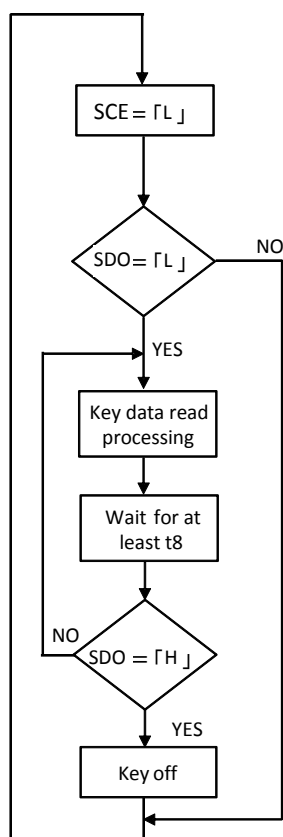 SCE=「L」
SDO=「L」
NO
YES
Key data read
processing
Wait for at
least t8
NO
SDO =「H」
YES
Key off